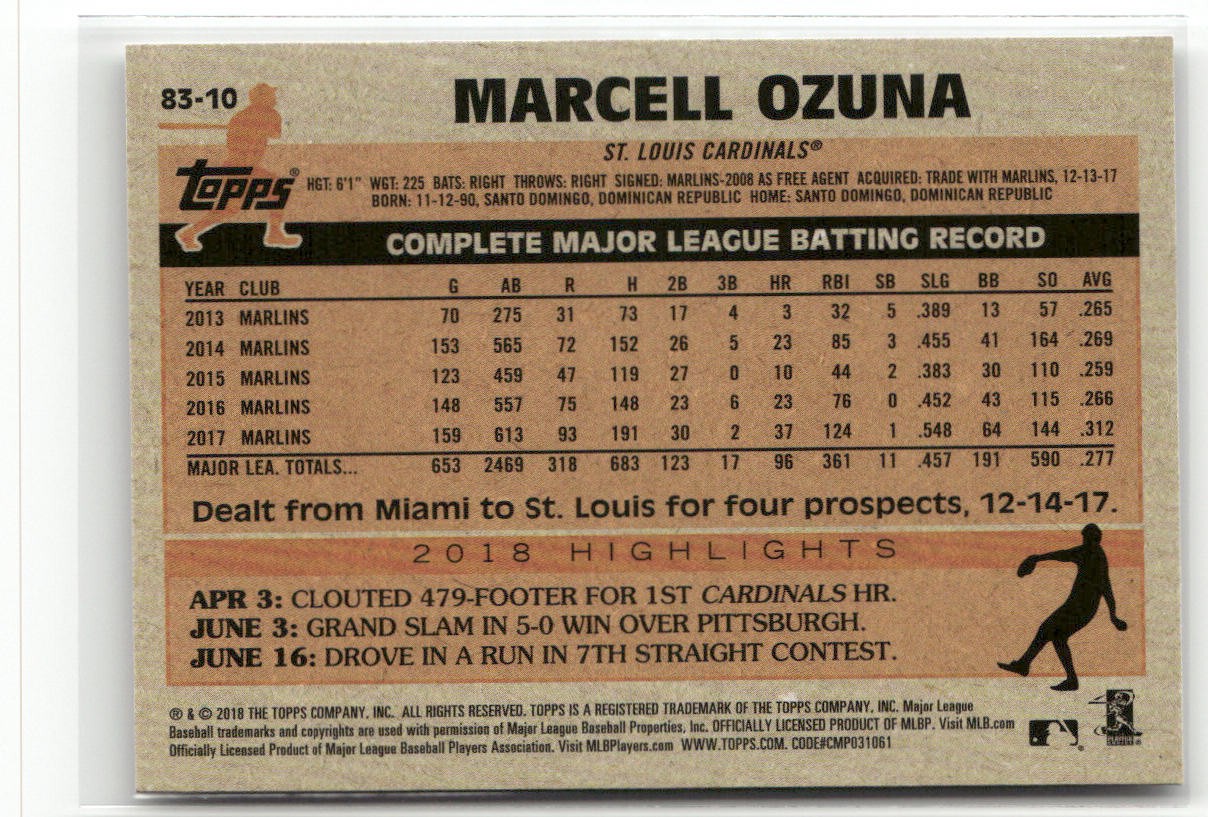 83-10
MARCELL OZUNA
ST. LOUIS CARDINALS®
Topps®
HGT: 6'1" WGT: 225 BATS: RIGHT THROWS: RIGHT SIGNED: MARLINS-2008 AS FREE AGENT ACQUIRED: TRADE WITH MARLINS, 12-13-17
BORN: 11-12-90, SANTO DOMINGO, DOMINICAN REPUBLIC HOME: SANTO DOMINGO, DOMINICAN REPUBLIC
COMPLETE MAJOR LEAGUE BATTING RECORD
YEAR CLUB G AB R H 2B 3B HR RBI SB SLG BB SO AVG
2013 MARLINS 70 275 31 73 17 4 3 32 5 .389 13 57 .265
2014 MARLINS 153 565 72 152 26 5 23 85 3 .455 41 164 .269
2015 MARLINS 123 459 47 119 27 0 10 44 2 .383 30 110 .259
2016 MARLINS 148 557 75 148 23 6 23 76 0 .452 43 115 .266
2017 MARLINS 159 613 93 191 30 2 37 124 1 .548 64 144 .312
MAJOR LEA. TOTALS... 653 2469 318 683 123 17 96 361 11 .457 191 590 .277
Dealt from Miami to St. Louis for four prospects, 12-14-17.
2018 HIGHLIGHTS
APR 3: CLOUTED 479-FOOTER FOR 1ST CARDINALS HR.
JUNE 3: GRAND SLAM IN 5-0 WIN OVER PITTSBURGH.
JUNE 16: DROVE IN A RUN IN 7TH STRAIGHT CONTEST.
® & © 2018 THE TOPPS COMPANY, INC. ALL RIGHTS RESERVED. TOPPS IS A REGISTERED TRADEMARK OF THE TOPPS COMPANY, INC. Major League
Baseball trademarks and copyrights are used with permission of Major League Baseball Properties, Inc. OFFICIALLY LICENSED PRODUCT OF MLBP. Visit MLB.com
Officially Licensed Product of Major League Baseball Players Association. Visit MLBPlayers.com WWW.TOPPS.COM. CODE#CMP031061